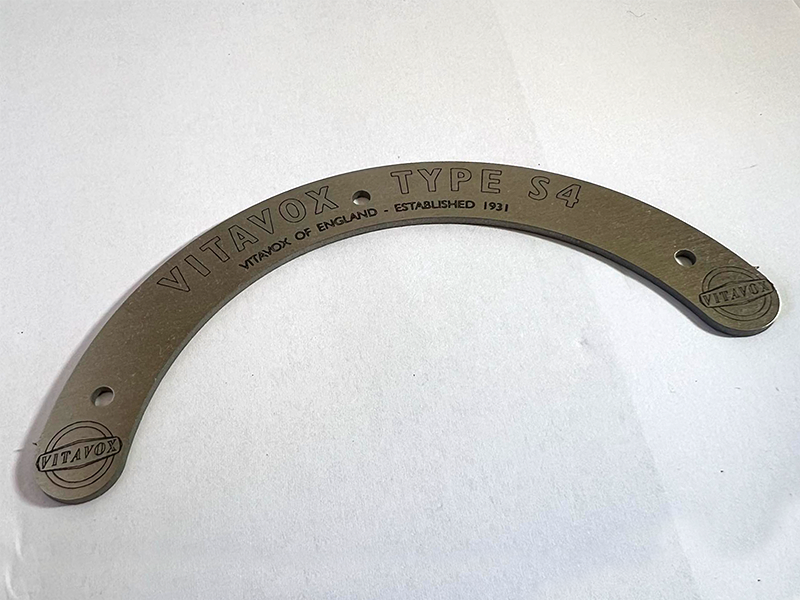 VITAVOX TYPE S4
VITAVOX OF ENGLAND - ESTABLISHED 1931
VITAVOX
VITAVOX